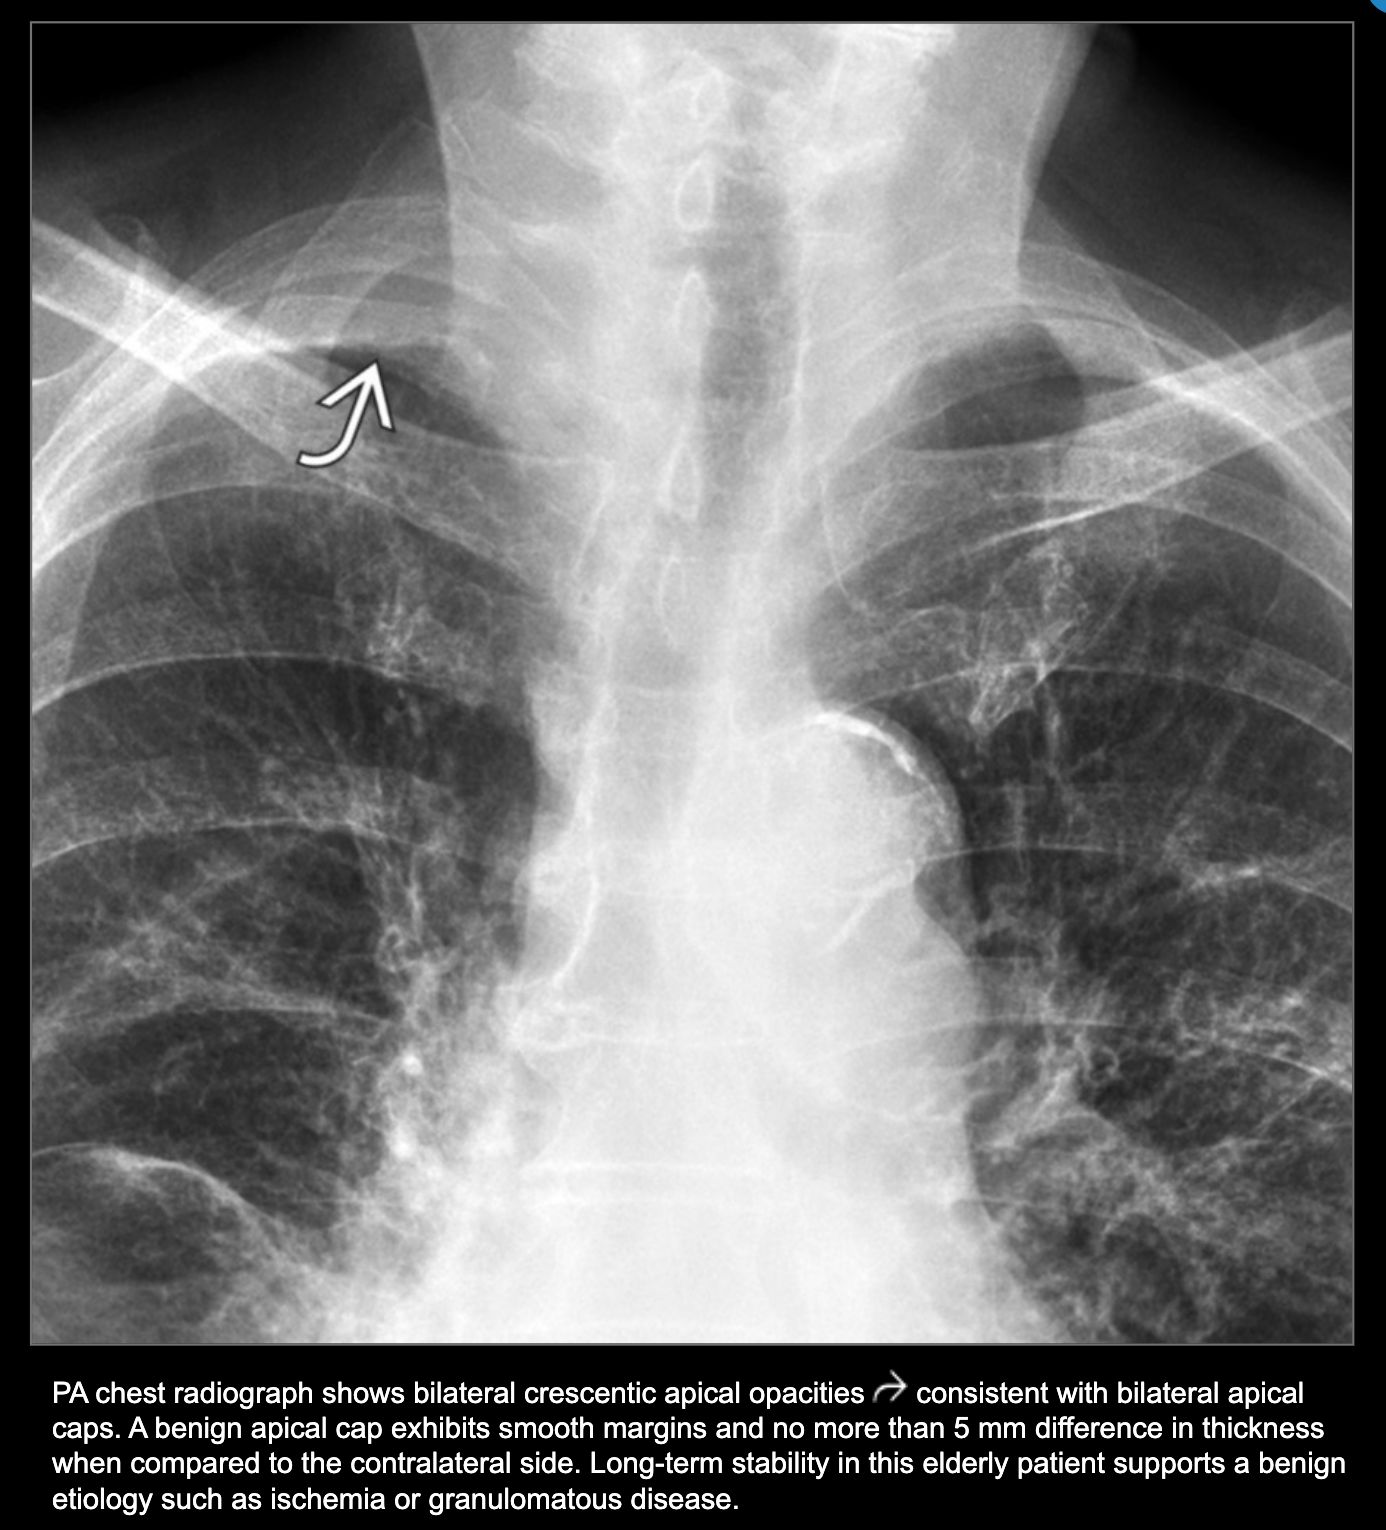 PA chest radiograph shows bilateral crescentic apical opacities consistent with bilateral apical
caps. A benign apical cap exhibits smooth margins and no more than 5 mm difference in thickness
when compared to the contralateral side. Long-term stability in this elderly patient supports a benign
etiology such as ischemia or granulomatous disease.